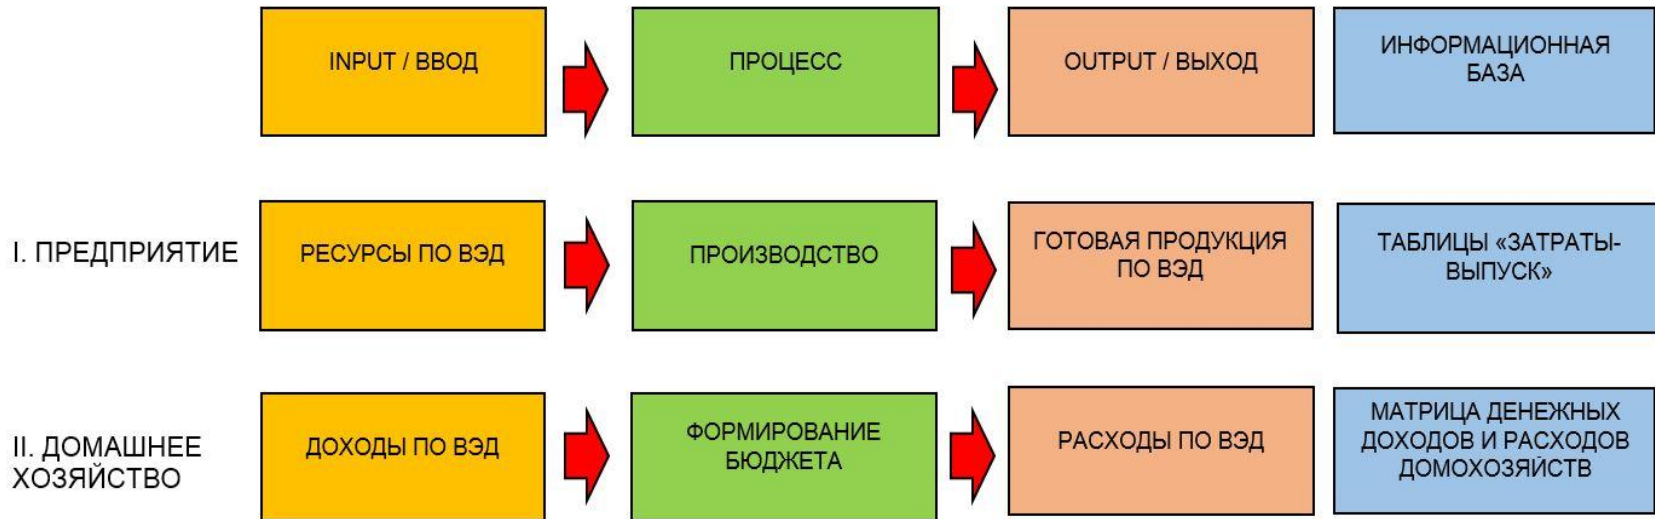 INPUT / ВВОД
ПРОЦЕСС
OUTPUT / ВЫХОД
ИНФОРМАЦИОННАЯ
БАЗА
I. ПРЕДПРИЯТИЕ
РЕСУРСЫ ПО ВЭД
ПРОИЗВОДСТВО
ГОТОВАЯ ПРОДУКЦИЯ
ПО ВЭД
ТАБЛИЦЫ «ЗАТРАТЫ-
ВЫПУСК»
II. ДОМАШНЕЕ
ХОЗЯЙСТВО
ДОХОДЫ ПО ВЭД
ФОРМИРОВАНИЕ
БЮДЖЕТА
РАСХОДЫ ПО ВЭД
МАТРИЦА ДЕНЕЖНЫХ
ДОХОДОВ И РАСХОДОВ
ДОМОХОЗЯЙСТВ